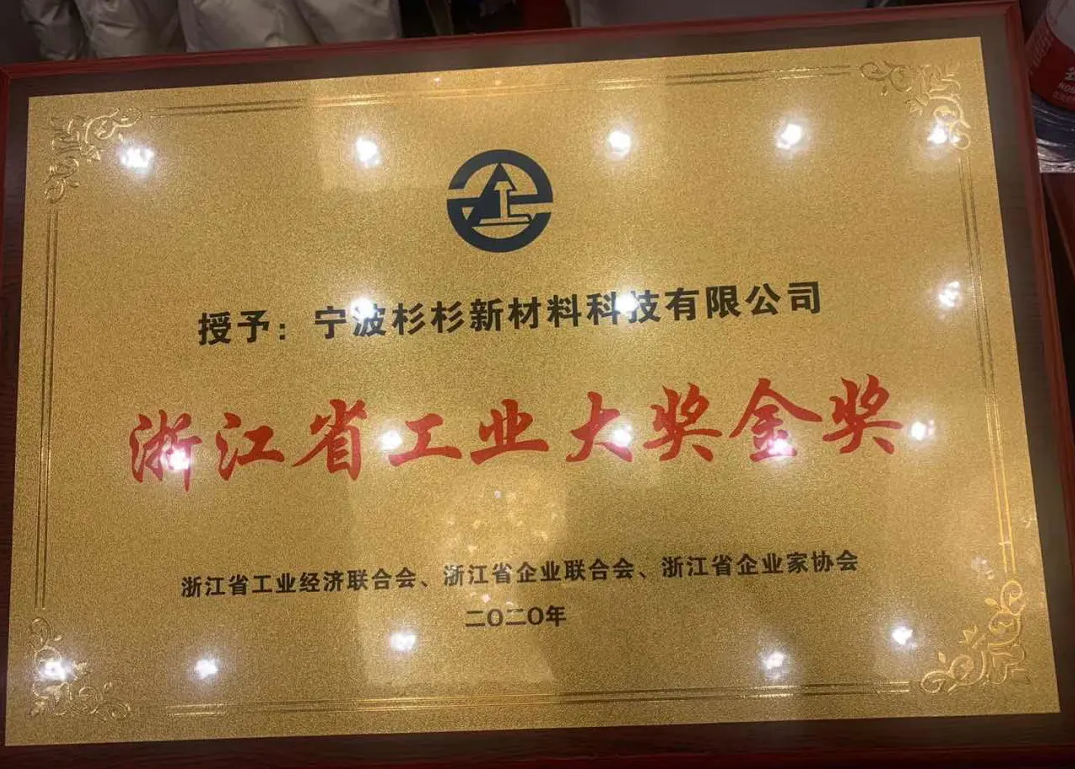 授予：宁波杉杉新材料科技有限公司
浙江省工业大奖金奖
浙江省工业经济联合会、浙江省企业联合会、浙江省企业家协会
二〇二〇年